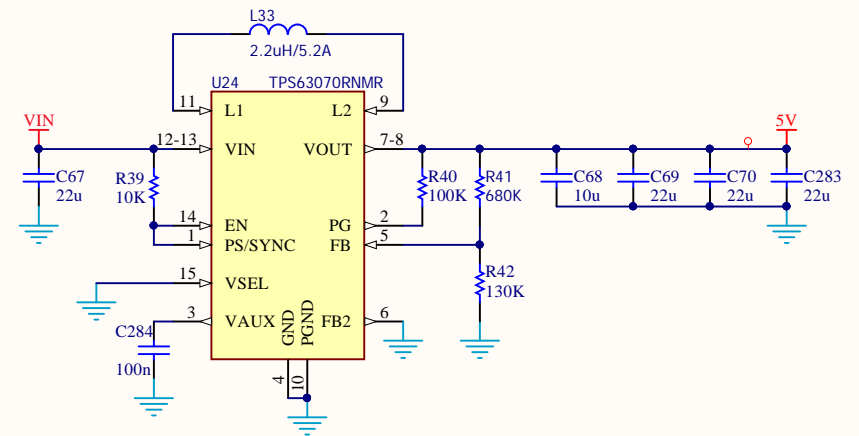 L33
2.2uH/5.2A
U24 TPS63070RNMR
11 L1 L2 9
VIN 5V
12-13 VIN VOUT 7-8
C67
22u
R39
10K
R40
100K
R41
680K
C68
10u
C69
22u
C70
22u
C283
22u
14 EN PG 2
1 PS/SYNC FB 5
15 VSEL
R42
130K
3 VAUX FB2 6
GND
PGND
C284
100n
4
10